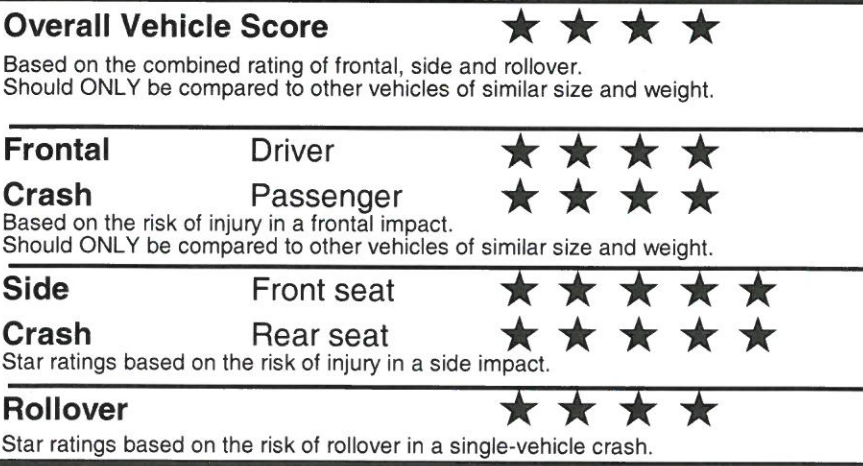 Overall Vehicle Score ★ ★ ★ ★
Based on the combined rating of frontal, side and rollover.
Should ONLY be compared to other vehicles of similar size and weight.
Frontal Driver ★ ★ ★ ★
Crash Passenger ★ ★ ★ ★
Based on the risk of injury in a frontal impact.
Should ONLY be compared to other vehicles of similar size and weight.
Side Front seat ★ ★ ★ ★ ★
Crash Rear seat ★ ★ ★ ★ ★
Star ratings based on the risk of injury in a side impact.
Rollover ★ ★ ★ ★
Star ratings based on the risk of rollover in a single-vehicle crash.